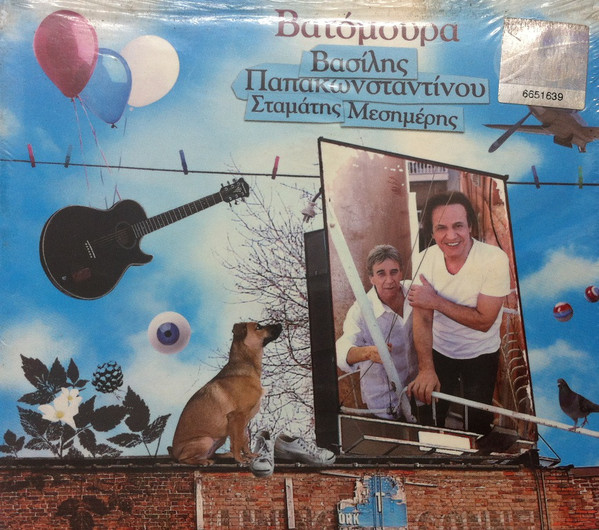 Βατόμουρα
Βασίλης
Παπακωνσταντίνου
Σταμάτης Μεσημέρης
6651639